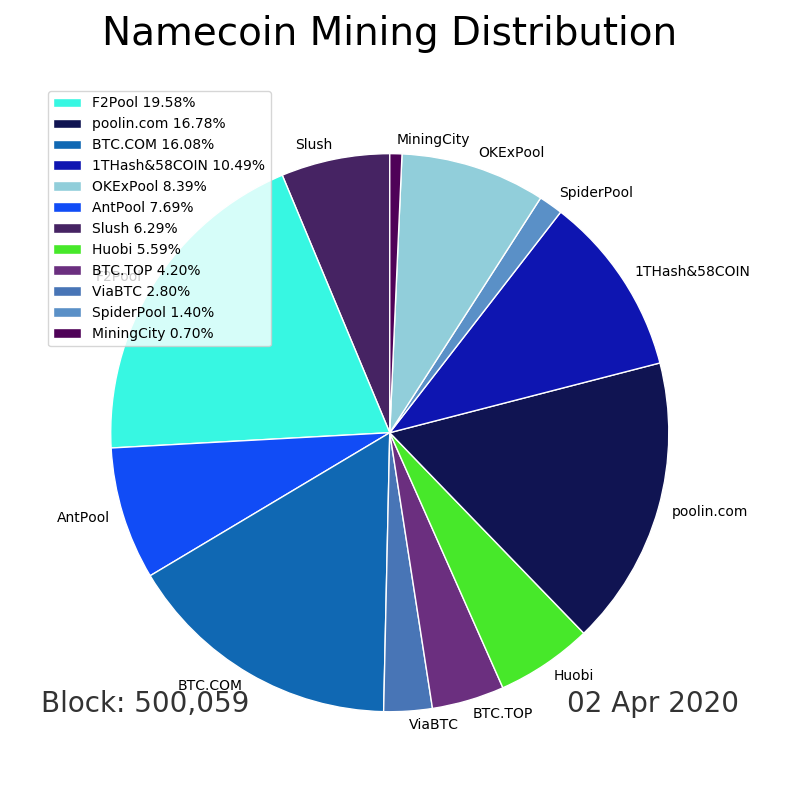 Namecoin Mining Distribution
F2Pool 19.58%
poolin.com 16.78%
BTC.COM 16.08%
1THash&58COIN 10.49%
OKExPool 8.39%
AntPool 7.69%
Slush 6.29%
Huobi 5.59%
BTC.TOP 4.20%
ViaBTC 2.80%
SpiderPool 1.40%
MiningCity 0.70%
Slush
MiningCity
OKExPool
SpiderPool
1THash&58COIN
F2Pool
poolin.com
AntPool
Huobi
BTC.COM
BTC.TOP
ViaBTC
Block: 500,059
02 Apr 2020